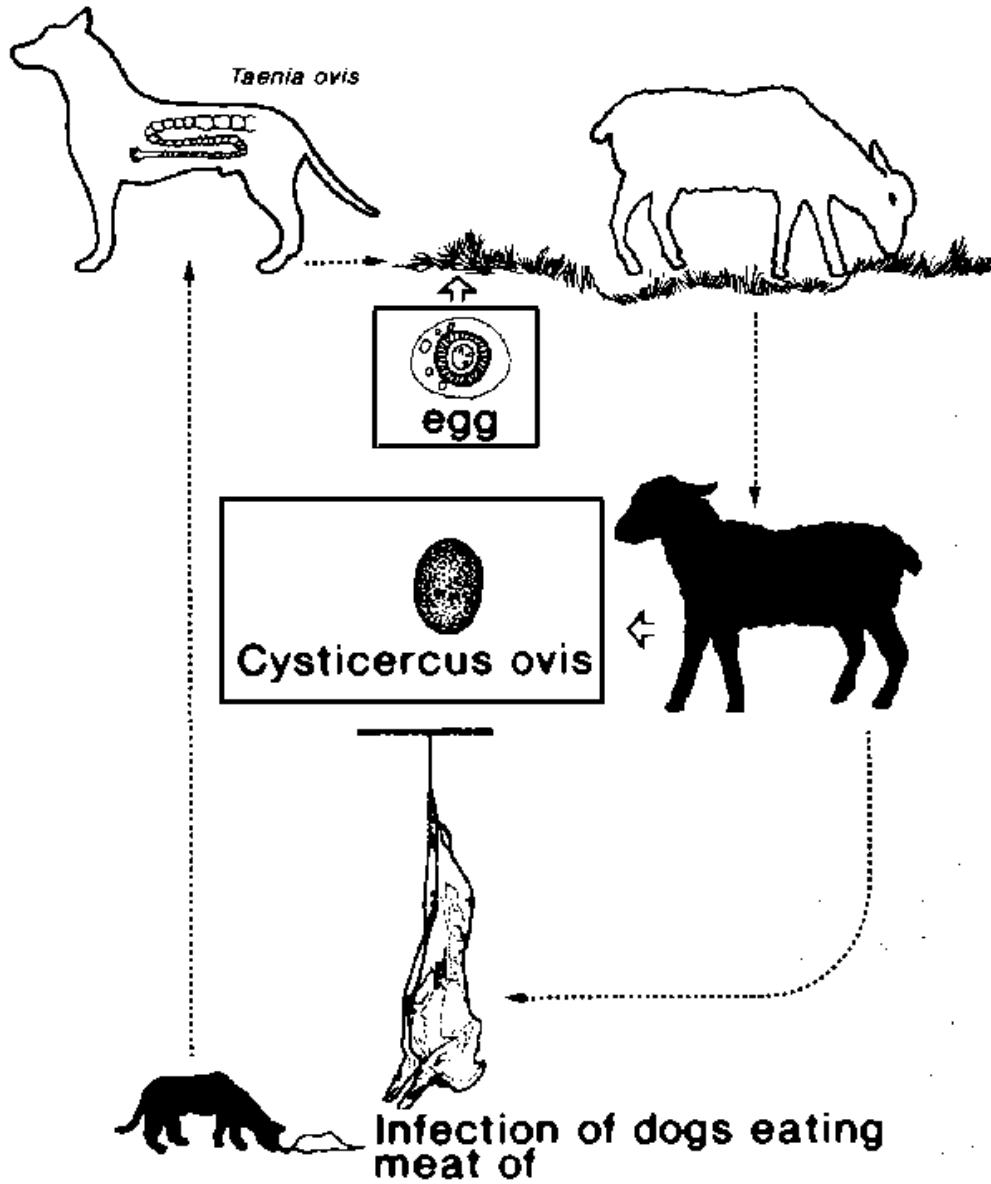 Taenia ovis
egg
Cysticercus ovis
Infection of dogs eating
meat of